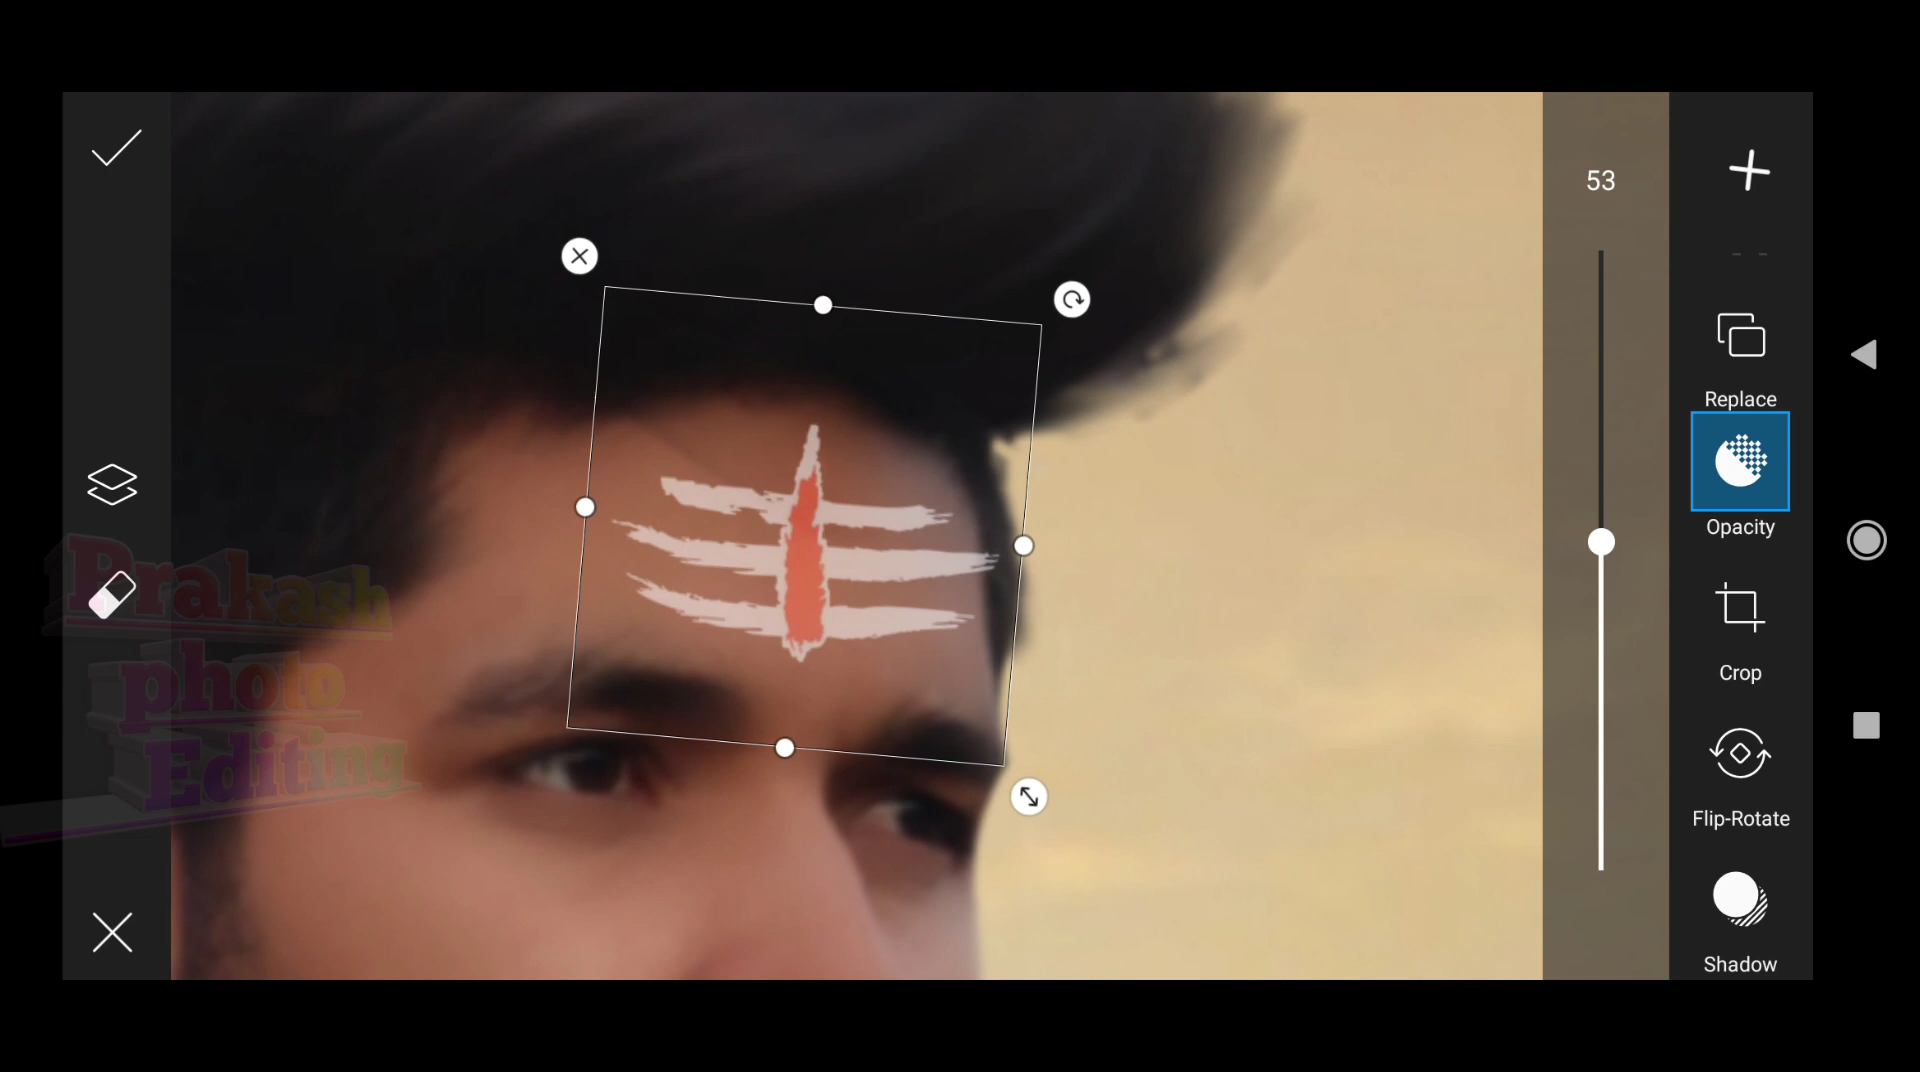 53
Replace
Opacity
Crop
Flip-Rotate
Shadow
Prakash
photo
Editing